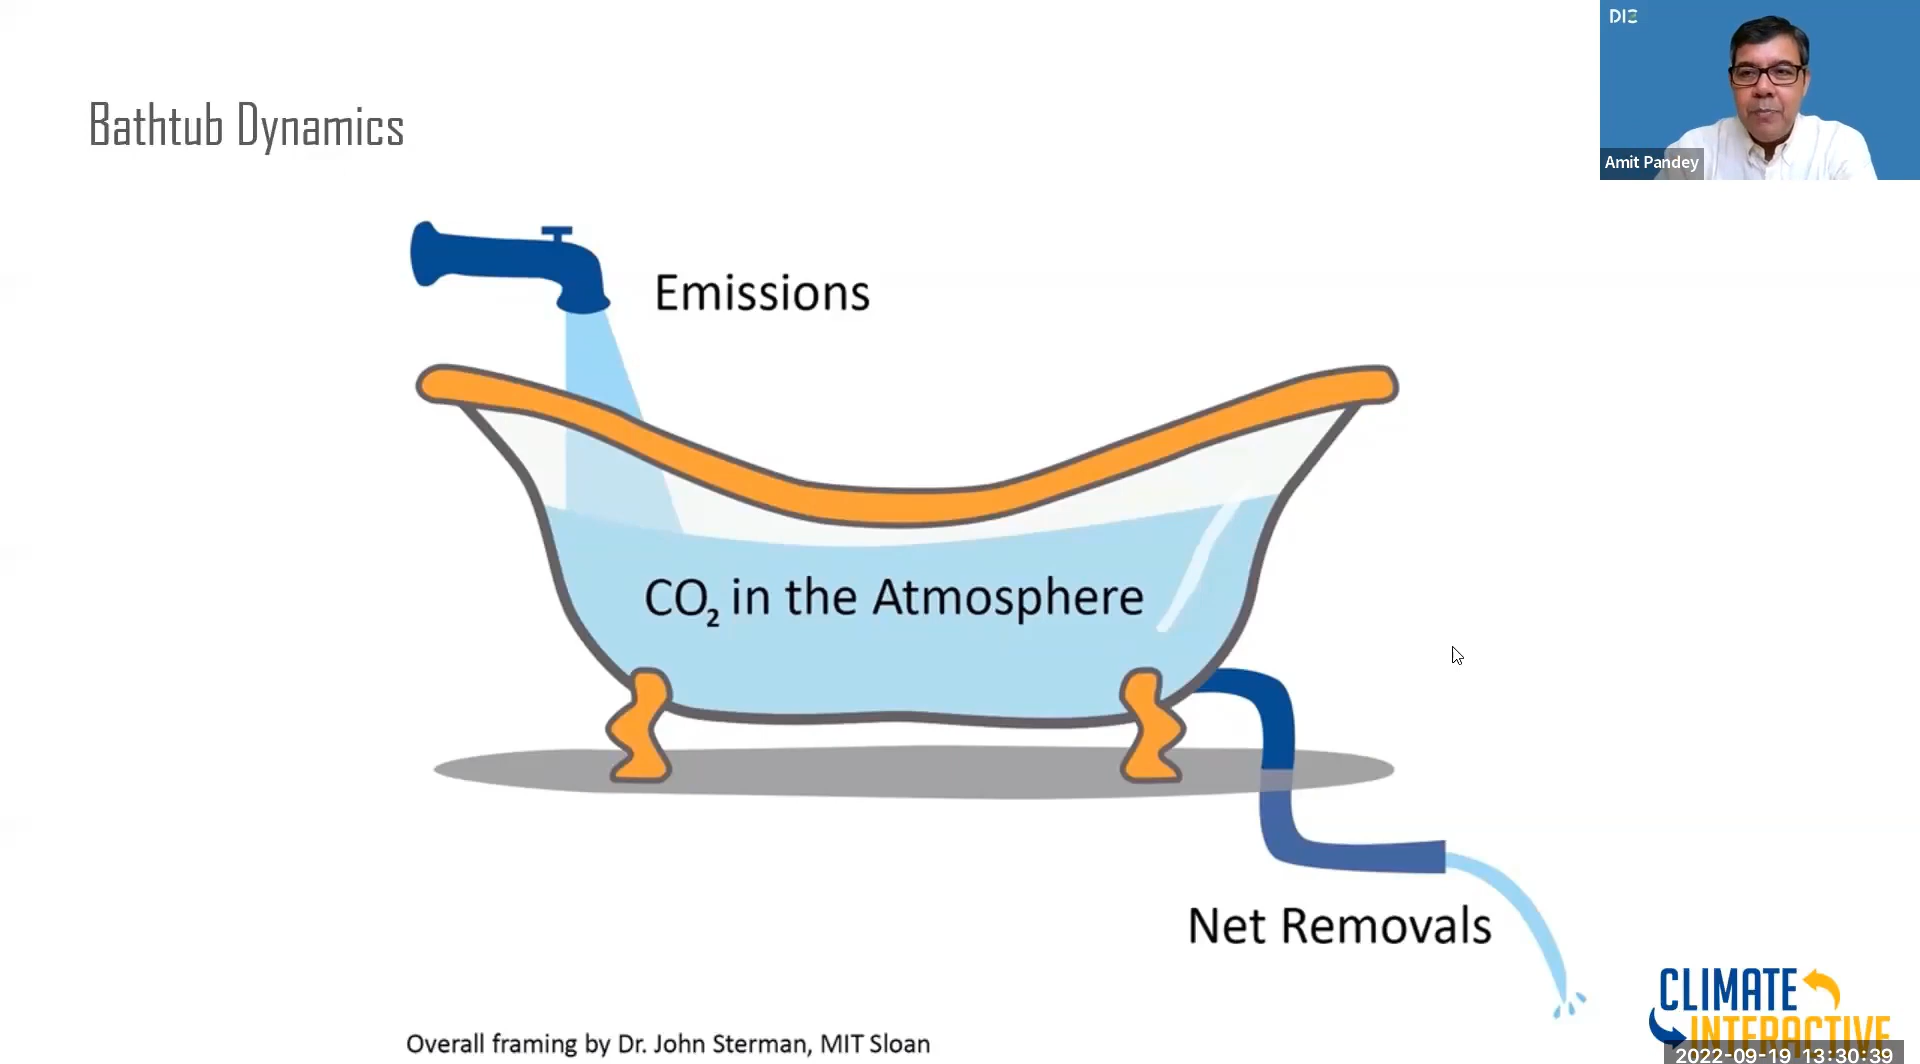 DI3
Amit Pandey
Bathtub Dynamics
Emissions
CO₂ in the Atmosphere
Net Removals
Overall framing by Dr. John Sterman, MIT Sloan
CLIMATE
INTERACTIVE
2022-09-19 13:30:39